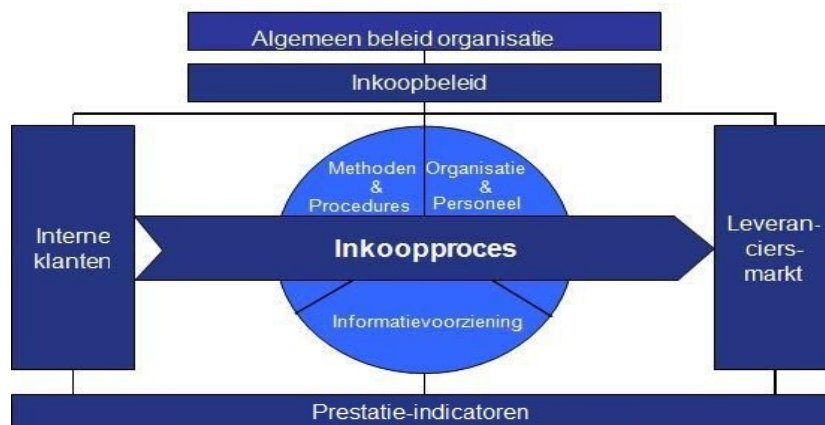 Algemeen beleid organisatie
Inkoopbeleid
Methoden
&
Procedures
Organisatie
&
Personeel
Interne
klanten
Inkoopproces
Leveran-
ciers-
markt
Informatievoorziening
Prestatie-indicatoren